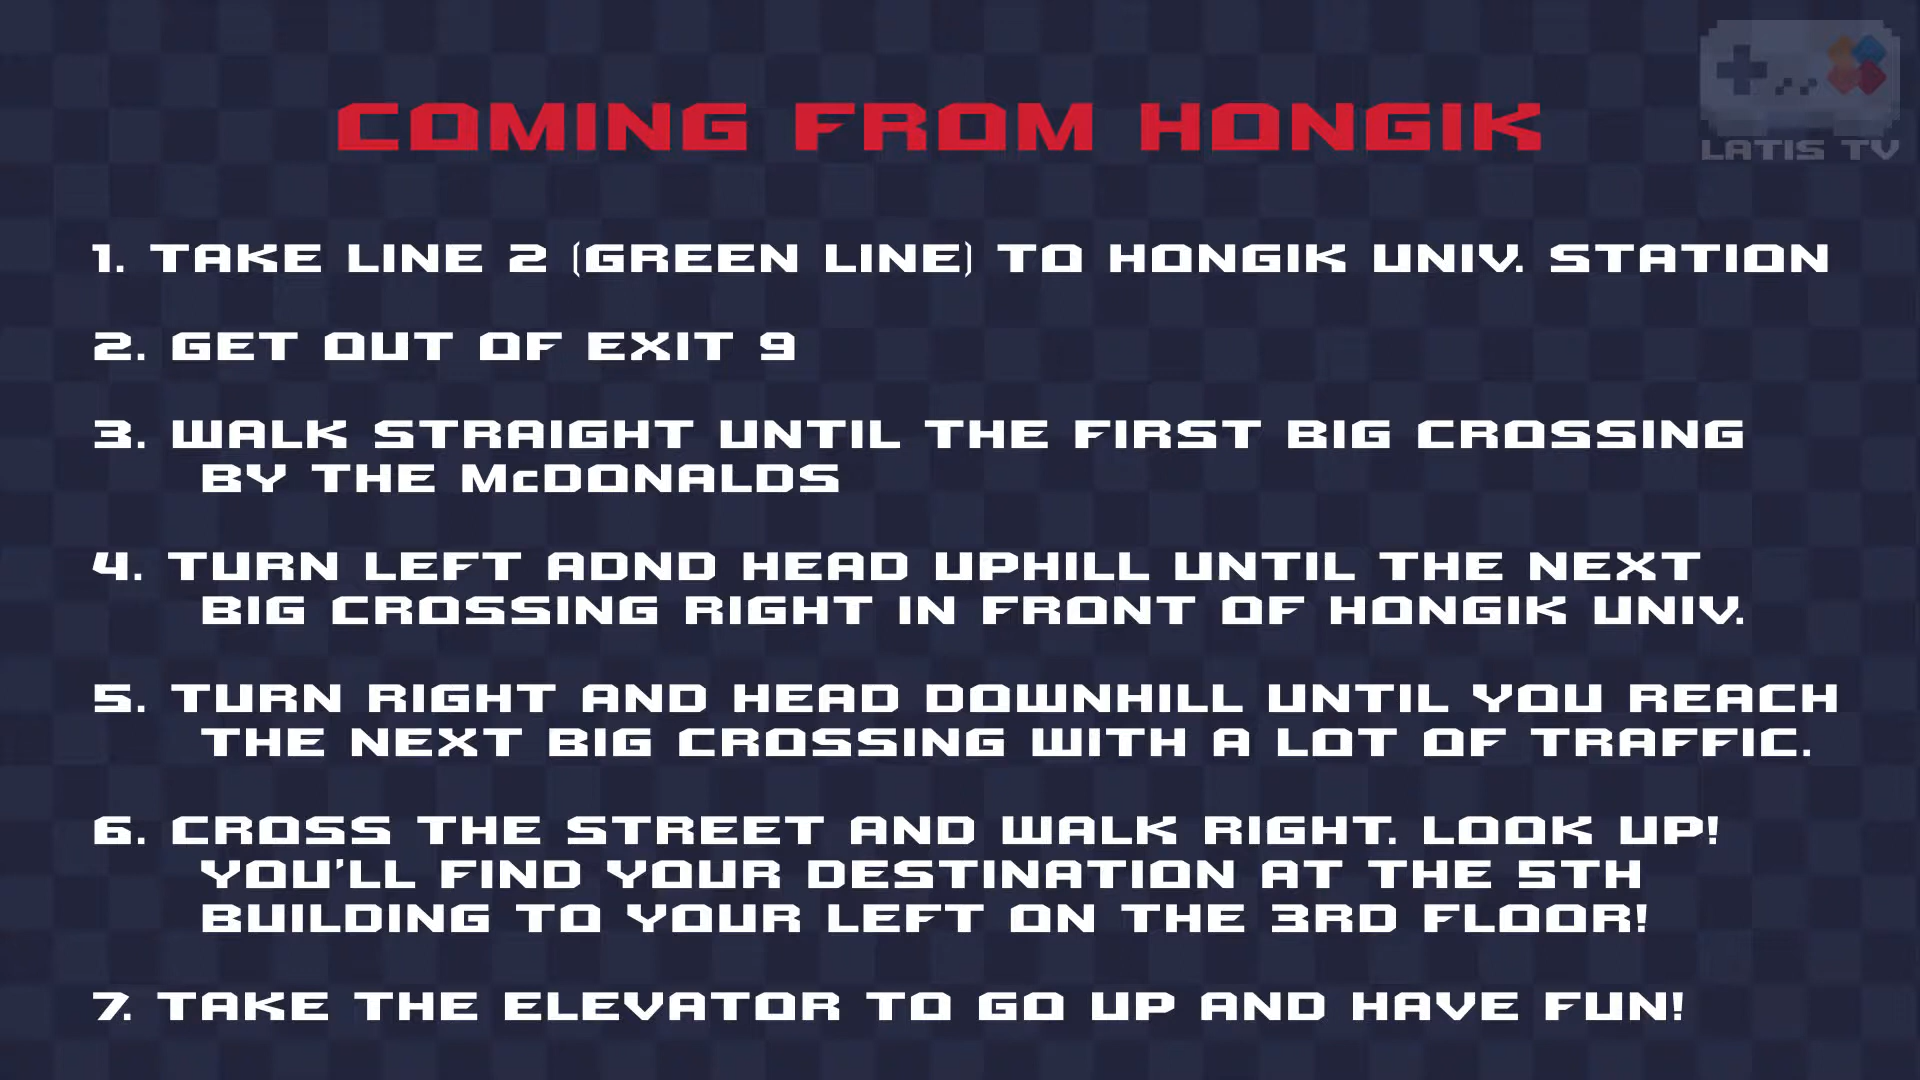 COMING FROM HONGIK
LATIS TV
1. TAKE LINE 2 (GREEN LINE) TO HONGIK UNIV. STATION
2. GET OUT OF EXIT 9
3. WALK STRAIGHT UNTIL THE FIRST BIG CROSSING
BY THE McDONALDS
4. TURN LEFT ADND HEAD UPHILL UNTIL THE NEXT
BIG CROSSING RIGHT IN FRONT OF HONGIK UNIV.
5. TURN RIGHT AND HEAD DOWNHILL UNTIL YOU REACH
THE NEXT BIG CROSSING WITH A LOT OF TRAFFIC.
6. CROSS THE STREET AND WALK RIGHT. LOOK UP!
YOU'LL FIND YOUR DESTINATION AT THE 5TH
BUILDING TO YOUR LEFT ON THE 3RD FLOOR!
7. TAKE THE ELEVATOR TO GO UP AND HAVE FUN!